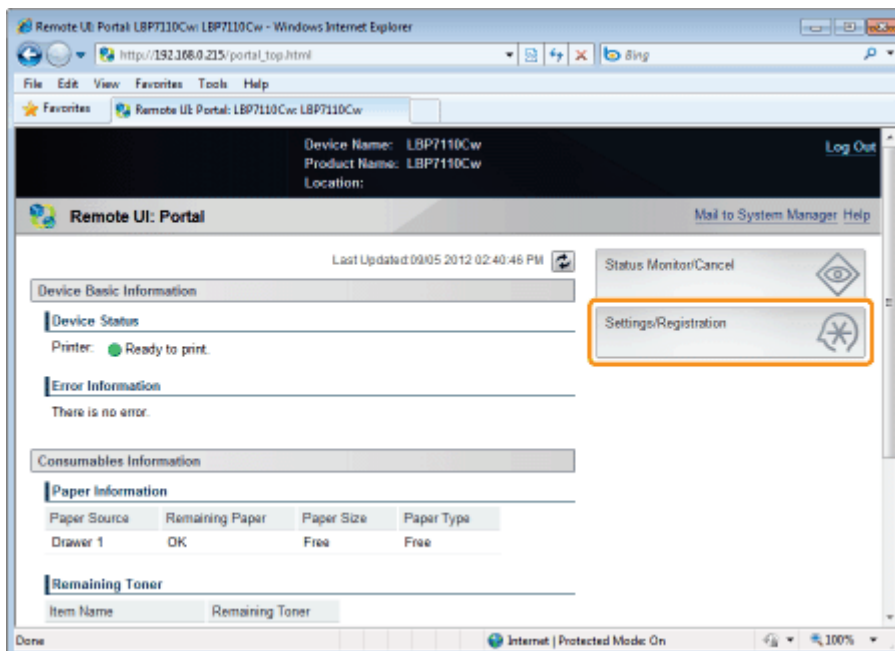 Remote UI: Portal: LBP7110Cw: LBP7110Cw - Windows Internet Explorer
http://192.168.0.215/portal_top.html
Bing
File Edit View Favorites Tools Help
Favorites
Remote UI: Portal: LBP7110Cw: LBP7110Cw
Device Name: LBP7110Cw
Product Name: LBP7110Cw
Location:
Log Out
Remote UI: Portal
Mail to System Manager Help
Last Updated:09/05 2012 02:40:46 PM
Status Monitor/Cancel
Settings/Registration
Device Basic Information
Device Status
Printer: Ready to print.
Error Information
There is no error.
Consumables Information
Paper Information
Paper Source Remaining Paper Paper Size Paper Type
Drawer 1 OK Free Free
Remaining Toner
Item Name Remaining Toner
Done
Internet | Protected Mode: On
100%